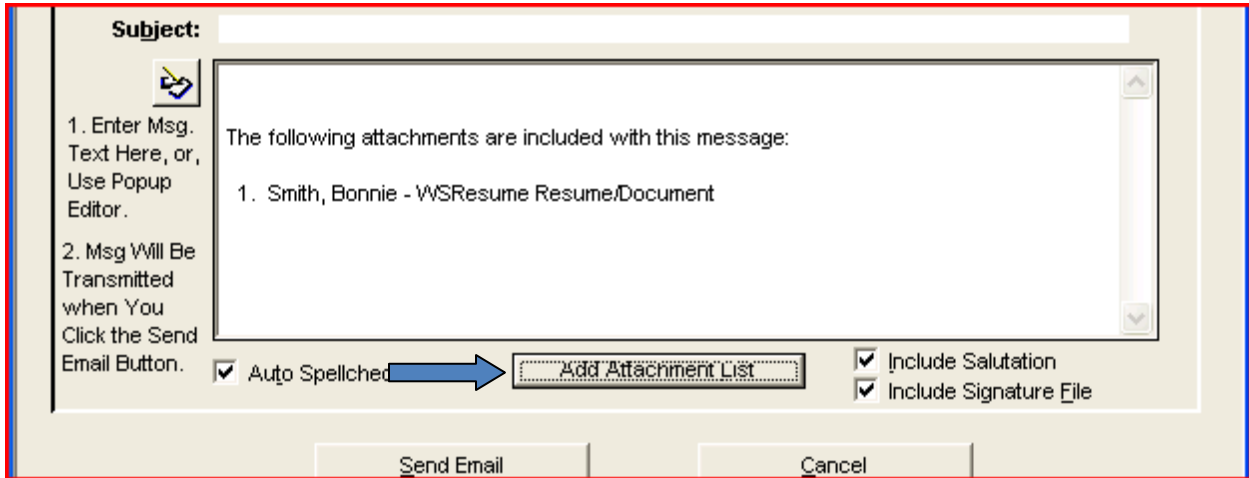 Subject:
1. Enter Msg.
Text Here, or,
Use Popup
Editor.
2. Msg Will Be
Transmitted
when You
Click the Send
Email Button.
The following attachments are included with this message:
1. Smith, Bonnie - WSResume Resume/Document
Auto Spellchec
Add Attachment List
Include Salutation
Include Signature File
Send Email
Cancel